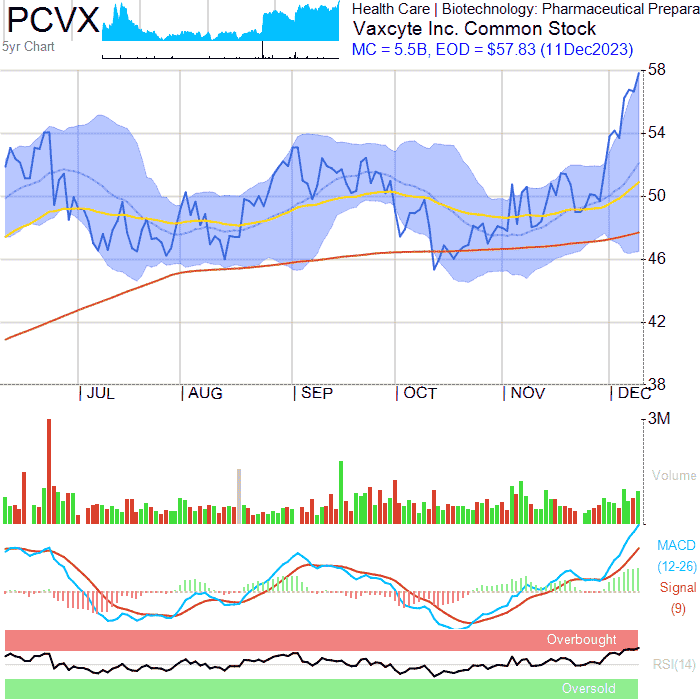 PCVX
5yr Chart
Health Care | Biotechnology: Pharmaceutical Prepara
Vaxcyte Inc. Common Stock
MC = 5.5B, EOD = $57.83 (11Dec2023)
58
54
50
46
42
38
JUL AUG SEP OCT NOV DEC
3M
Volume
MACD
(12-26)
Signal
(9)
Overbought
RSI(14)
Oversold